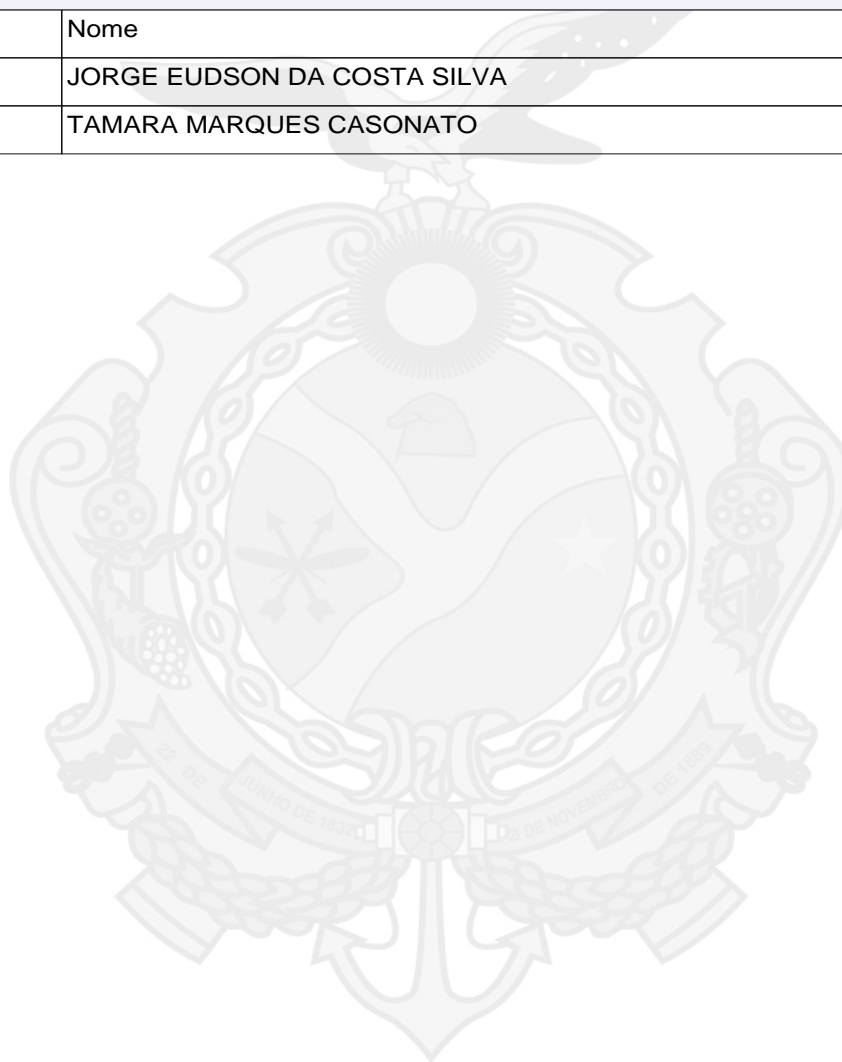 Nome
JORGE EUDSON DA COSTA SILVA
TAMARA MARQUES CASONATO
22 DE
JUNHO DE 1832
DE NOVEMBRO
DE 1889